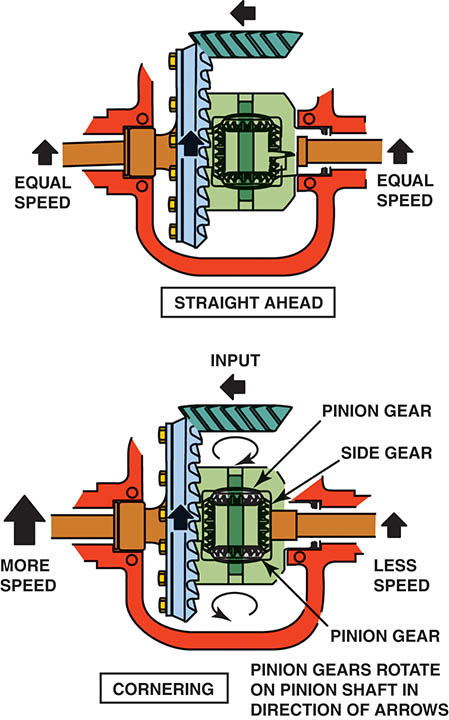 EQUAL
SPEED
EQUAL
SPEED
STRAIGHT AHEAD
INPUT
PINION GEAR
SIDE GEAR
MORE
SPEED
LESS
SPEED
PINION GEAR
CORNERING
PINION GEARS ROTATE
ON PINION SHAFT IN
DIRECTION OF ARROWS